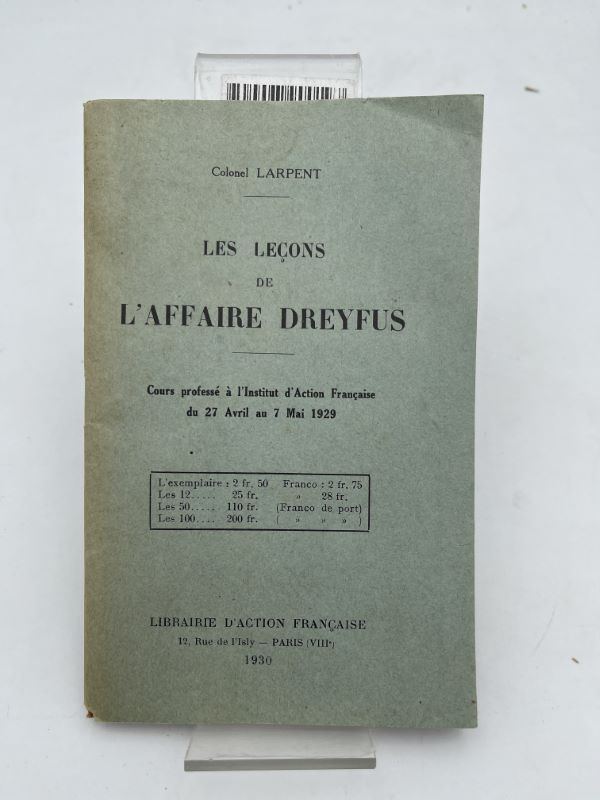 Colonel LARPENT
LES LEÇONS
DE
L'AFFAIRE DREYFUS
Cours professé à l'Institut d'Action Française
du 27 Avril au 7 Mai 1929
L'exemplaire : 2 fr. 50 Franco : 2 fr. 75
Les 12..... 25 fr. » 28 fr.
Les 50..... 110 fr. (Franco de port)
Les 100.... 200 fr. ( » » » )
LIBRAIRIE D'ACTION FRANÇAISE
12, Rue de l'Isly — PARIS (VIIIᵉ)
1930